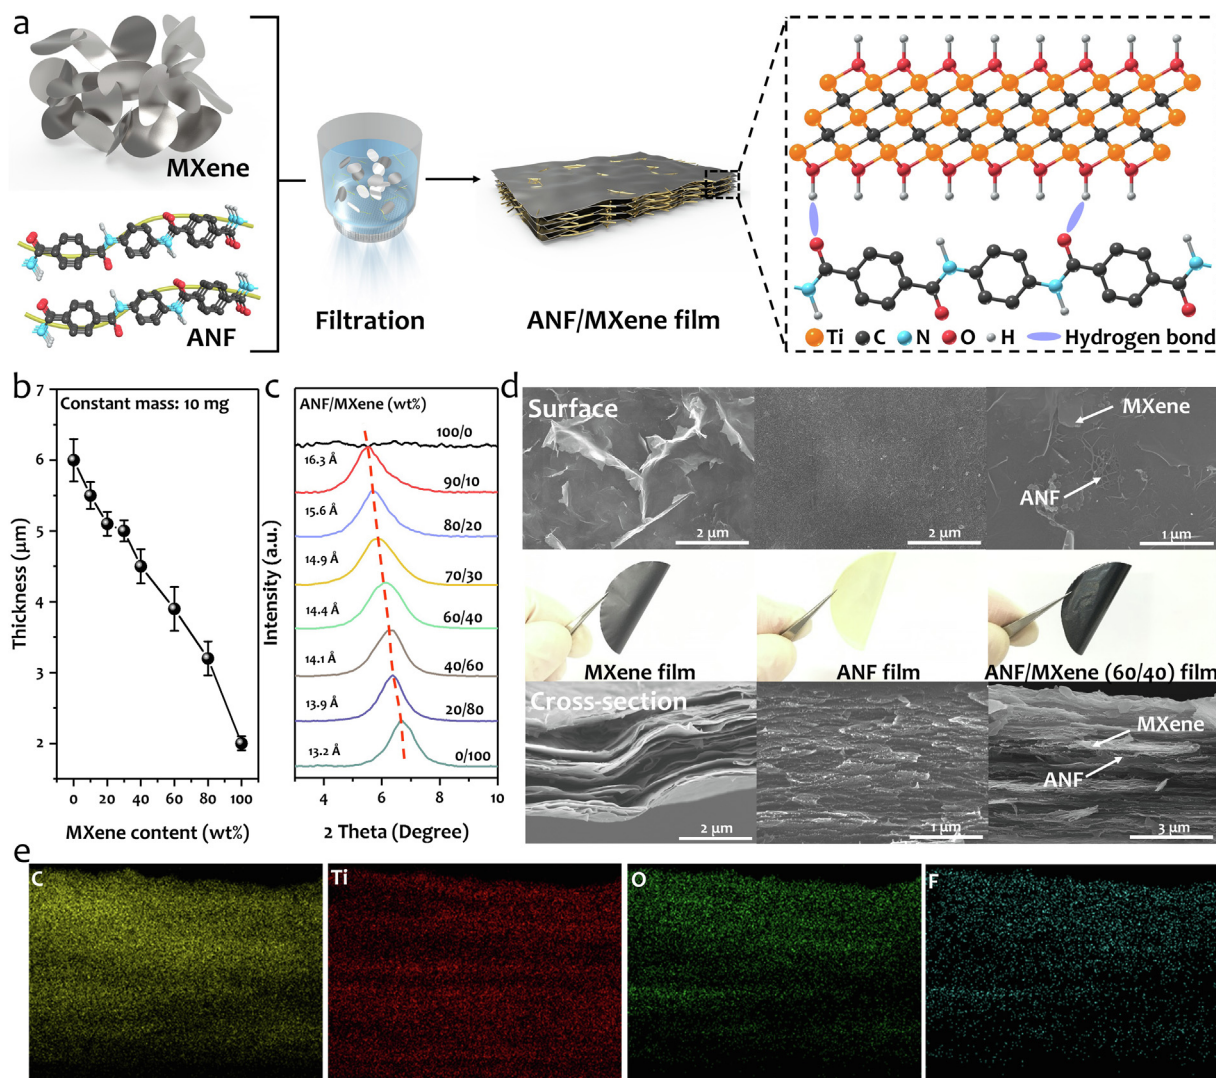 a
MXene
ANF
Filtration
ANF/MXene film
Ti C N O H Hydrogen bond
b
Constant mass: 10 mg
Thickness (μm)
7
6
5
4
3
2
0 20 40 60 80 100
MXene content (wt%)
c
ANF/MXene (wt%)
Intensity (a.u.)
100/0
16.3 Å
90/10
15.6 Å
80/20
14.9 Å
70/30
14.4 Å
60/40
14.1 Å
40/60
13.9 Å
20/80
13.2 Å
0/100
4 6 8 10
2 Theta (Degree)
d
Surface
2 μm
2 μm
MXene
ANF
1 μm
MXene film
ANF film
ANF/MXene (60/40) film
Cross-section
2 μm
1 μm
MXene
ANF
3 μm
e
C
Ti
O
F